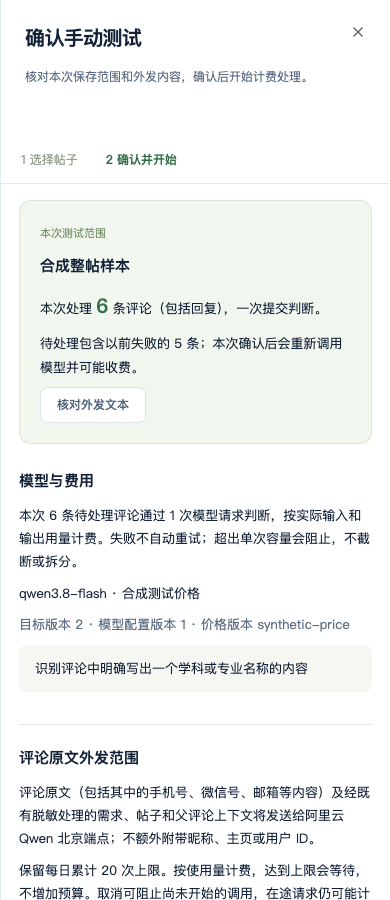 确认手动测试
核对本次保存范围和外发内容，确认后开始计费处理。
1 选择帖子 2 确认并开始
本次测试范围
合成整帖样本
本次处理 6 条评论（包括回复），一次提交判断。
待处理包含以前失败的 5 条；本次确认后会重新调用
模型并可能收费。
核对外发文本
模型与费用
本次 6 条待处理评论通过 1 次模型请求判断，按实际输入和
输出用量计费。失败不自动重试；超出单次容量会阻止，不截
断或拆分。
qwen3.8-flash · 合成测试价格
目标版本 2 · 模型配置版本 1 · 价格版本 synthetic-price
识别评论中明确写出一个学科或专业名称的内容
评论原文外发范围
评论原文（包括其中的手机号、微信号、邮箱等内容）及经既
有脱敏处理的需求、帖子和父评论上下文将发送给阿里云
Qwen 北京端点；不额外附带昵称、主页或用户 ID。
保留每日累计 20 次上限。按使用量计费，达到上限会等待，
不增加预算。取消可阻止尚未开始的调用，在途请求仍可能计